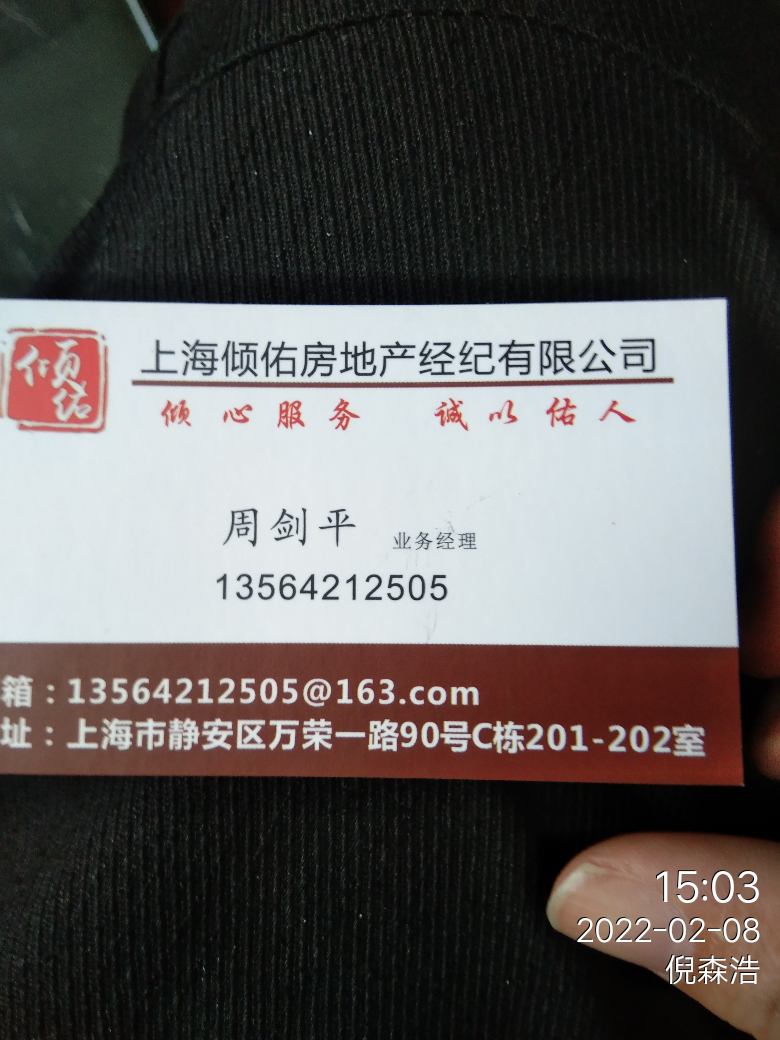 倾佑
上海倾佑房地产经纪有限公司
倾心服务 诚以佑人
周剑平 业务经理
13564212505
箱：13564212505@163.com
址：上海市静安区万荣一路90号C栋201-202室
15:03
2022-02-08
倪森浩